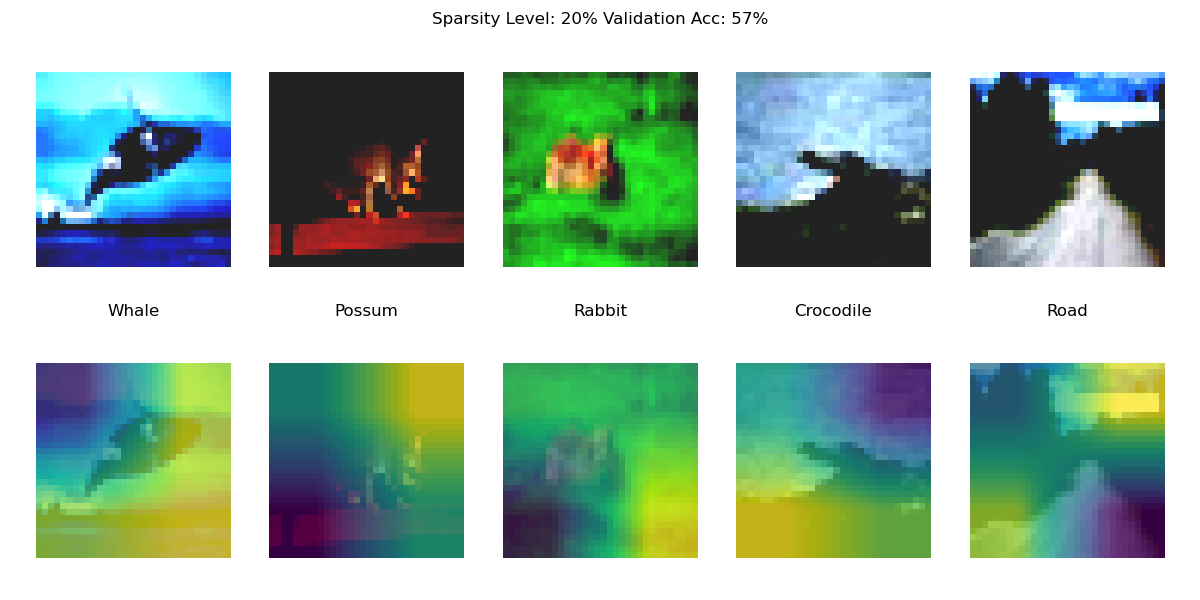 Sparsity Level: 20% Validation Acc: 57%
Whale
Possum
Rabbit
Crocodile
Road